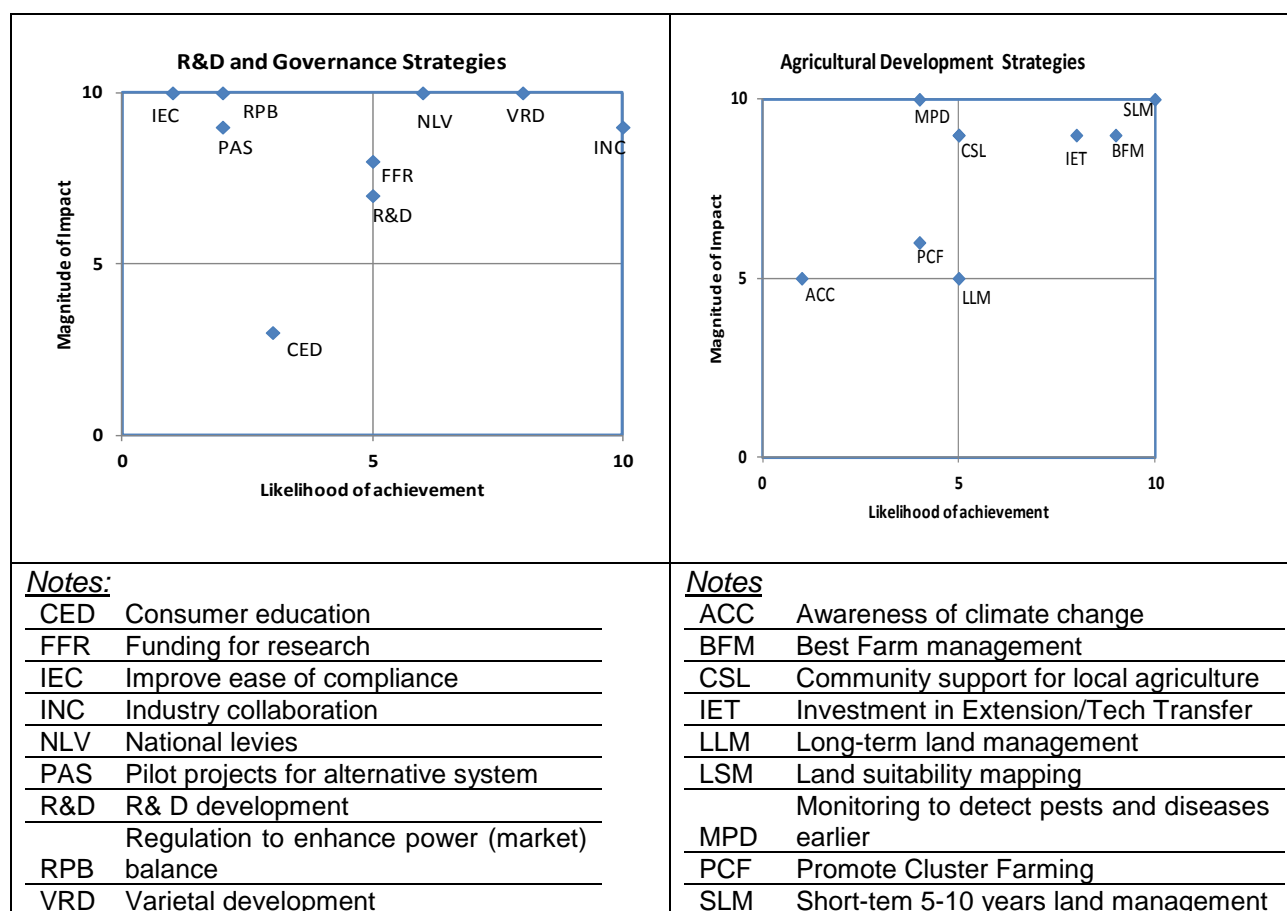 R&D and Governance Strategies
10
IEC
RPB
NLV
VRD
PAS
INC
FFR
R&D
Magnitude of Impact
5
CED
0
0
5
10
Likelihood of achievement
Agricultural Development Strategies
10
MPD
SLM
CSL
IET
BFM
PCF
Magnitude of Impact
5
ACC
LLM
0
0
5
10
Likelihood of achievement
Notes:
CED Consumer education
FFR Funding for research
IEC Improve ease of compliance
INC Industry collaboration
NLV National levies
PAS Pilot projects for alternative system
R&D R& D development
Regulation to enhance power (market)
RPB balance
VRD Varietal development
Notes
ACC Awareness of climate change
BFM Best Farm management
CSL Community support for local agriculture
IET Investment in Extension/Tech Transfer
LLM Long-term land management
LSM Land suitability mapping
Monitoring to detect pests and diseases
MPD earlier
PCF Promote Cluster Farming
SLM Short-tem 5-10 years land management